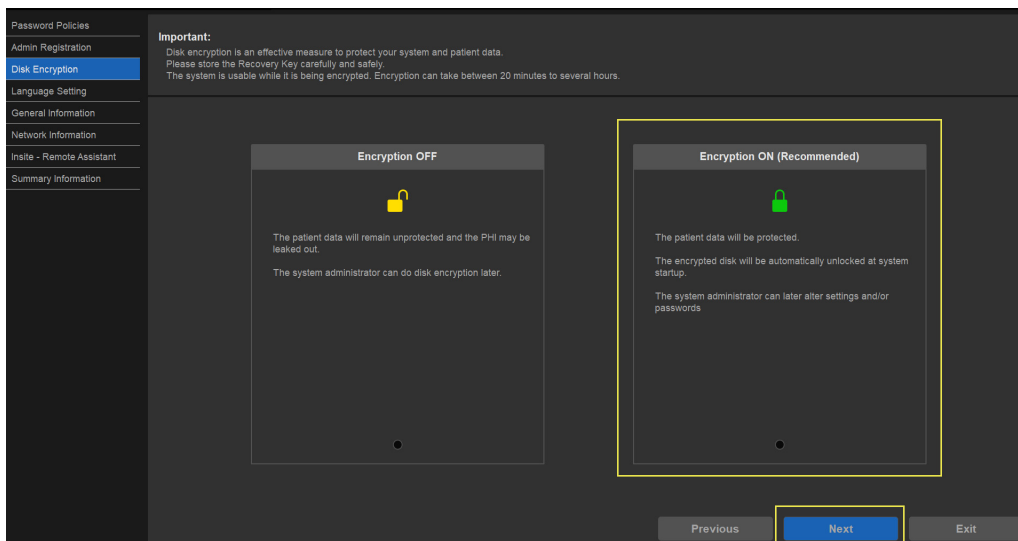 Password Policies
Admin Registration
Disk Encryption
Language Setting
General Information
Network Information
Insite - Remote Assistant
Summary Information
Important:
Disk encryption is an effective measure to protect your system and patient data.
Please store the Recovery Key carefully and safely.
The system is usable while it is being encrypted. Encryption can take between 20 minutes to several hours.
Encryption OFF
The patient data will remain unprotected and the PHI may be
leaked out.
The system administrator can do disk encryption later.
Encryption ON (Recommended)
The patient data will be protected.
The encrypted disk will be automatically unlocked at system
startup.
The system administrator can later alter settings and/or
passwords
Previous
Next
Exit